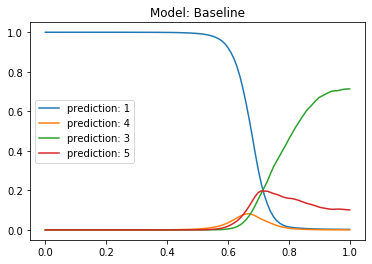 Model: Baseline
1.0
0.8
0.6
0.4
0.2
0.0
prediction: 1
prediction: 4
prediction: 3
prediction: 5
0.0 0.2 0.4 0.6 0.8 1.0